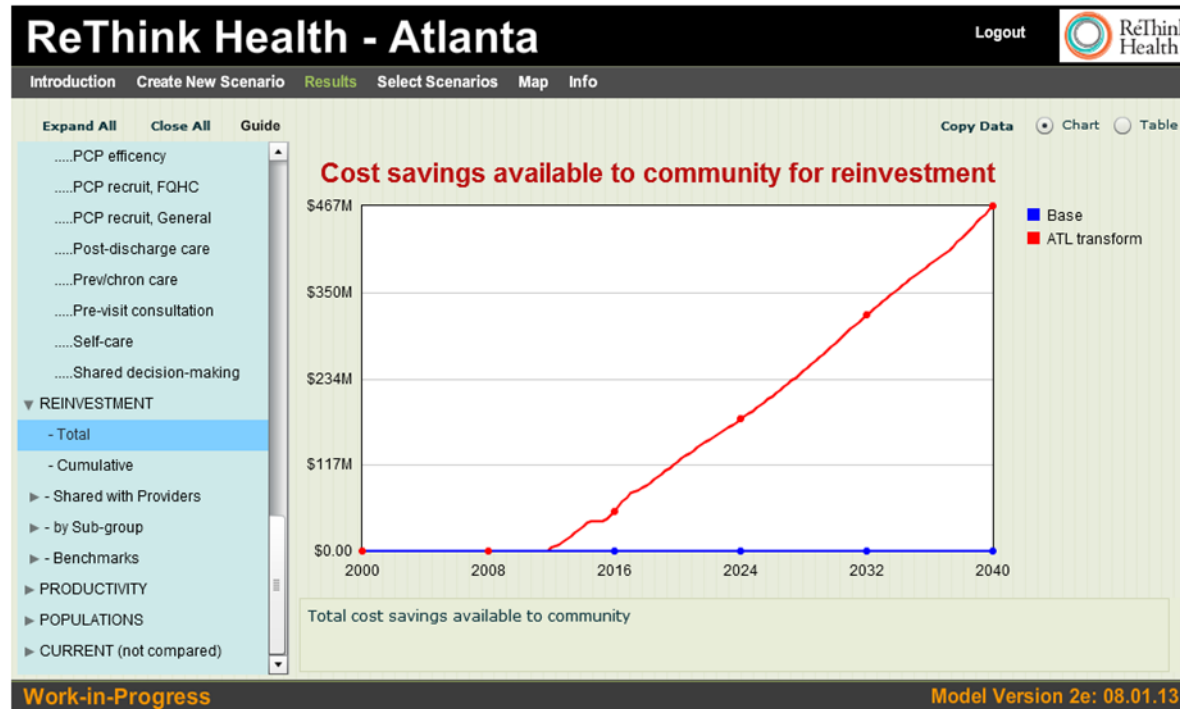 ReThink Health - Atlanta
Logout
ReThink
Health
Introduction Create New Scenario Results Select Scenarios Map Info
Expand All Close All Guide
Copy Data Chart Table
.....PCP efficency
.....PCP recruit, FQHC
.....PCP recruit, General
.....Post-discharge care
.....Prev/chron care
.....Pre-visit consultation
.....Self-care
.....Shared decision-making
REINVESTMENT
- Total
- Cumulative
- Shared with Providers
- by Sub-group
- Benchmarks
PRODUCTIVITY
POPULATIONS
CURRENT (not compared)
Cost savings available to community for reinvestment
$467M
$350M
$234M
$117M
$0.00
2000 2008 2016 2024 2032 2040
Base
ATL transform
Total cost savings available to community
Work-in-Progress
Model Version 2e: 08.01.13